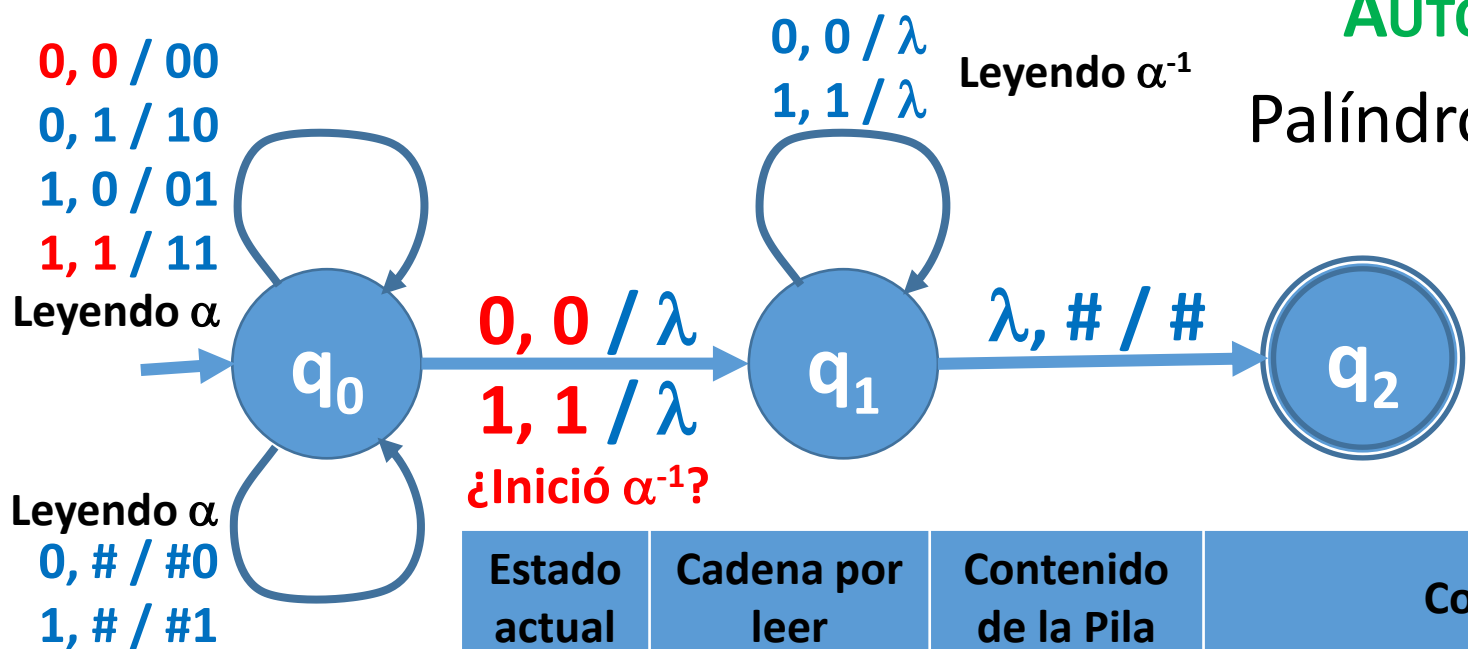 0, 0 / 00
0, 1 / 10
1, 0 / 01
1, 1 / 11
Leyendo α
0, 0 / λ
1, 1 / λ
Leyendo α⁻¹
q₀
0, 0 / λ
1, 1 / λ
¿Inició α⁻¹?
q₁
λ, # / #
q₂
Leyendo α
0, # / #0
1, # / #1
Estado actual
Cadena por leer
Contenido de la Pila